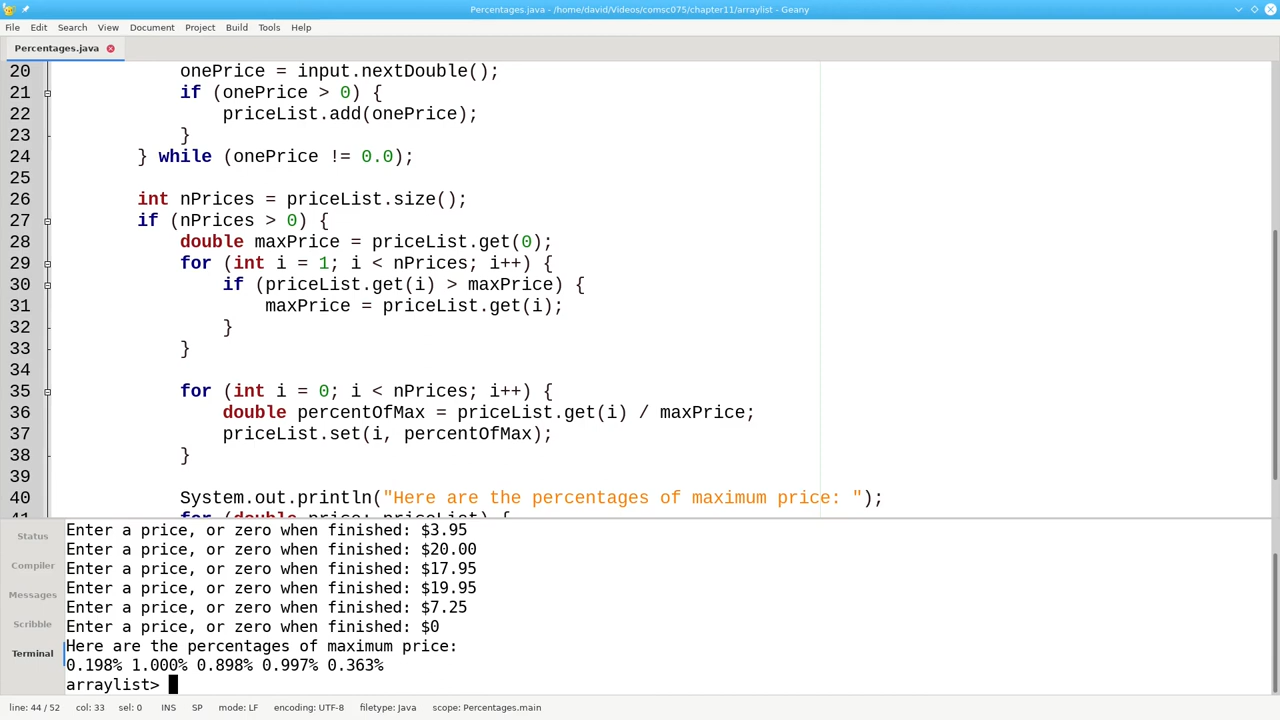 Percentages.java - /home/david/Videos/comsc075/chapter11/arraylist - Geany
File Edit Search View Document Project Build Tools Help
Percentages.java
20 onePrice = input.nextDouble();
21 if (onePrice > 0) {
22 priceList.add(onePrice);
23 }
24 } while (onePrice != 0.0);
25
26 int nPrices = priceList.size();
27 if (nPrices > 0) {
28 double maxPrice = priceList.get(0);
29 for (int i = 1; i < nPrices; i++) {
30 if (priceList.get(i) > maxPrice) {
31 maxPrice = priceList.get(i);
32 }
33 }
34
35 for (int i = 0; i < nPrices; i++) {
36 double percentOfMax = priceList.get(i) / maxPrice;
37 priceList.set(i, percentOfMax);
38 }
39
40 System.out.println("Here are the percentages of maximum price: ");
41 for (double price: priceList) {
Status
Compiler
Messages
Scribble
Terminal
Enter a price, or zero when finished: $3.95
Enter a price, or zero when finished: $20.00
Enter a price, or zero when finished: $17.95
Enter a price, or zero when finished: $19.95
Enter a price, or zero when finished: $7.25
Enter a price, or zero when finished: $0
Here are the percentages of maximum price:
0.198% 1.000% 0.898% 0.997% 0.363%
arraylist>
line: 44 / 52 col: 33 sel: 0 INS SP mode: LF encoding: UTF-8 filetype: Java scope: Percentages.main